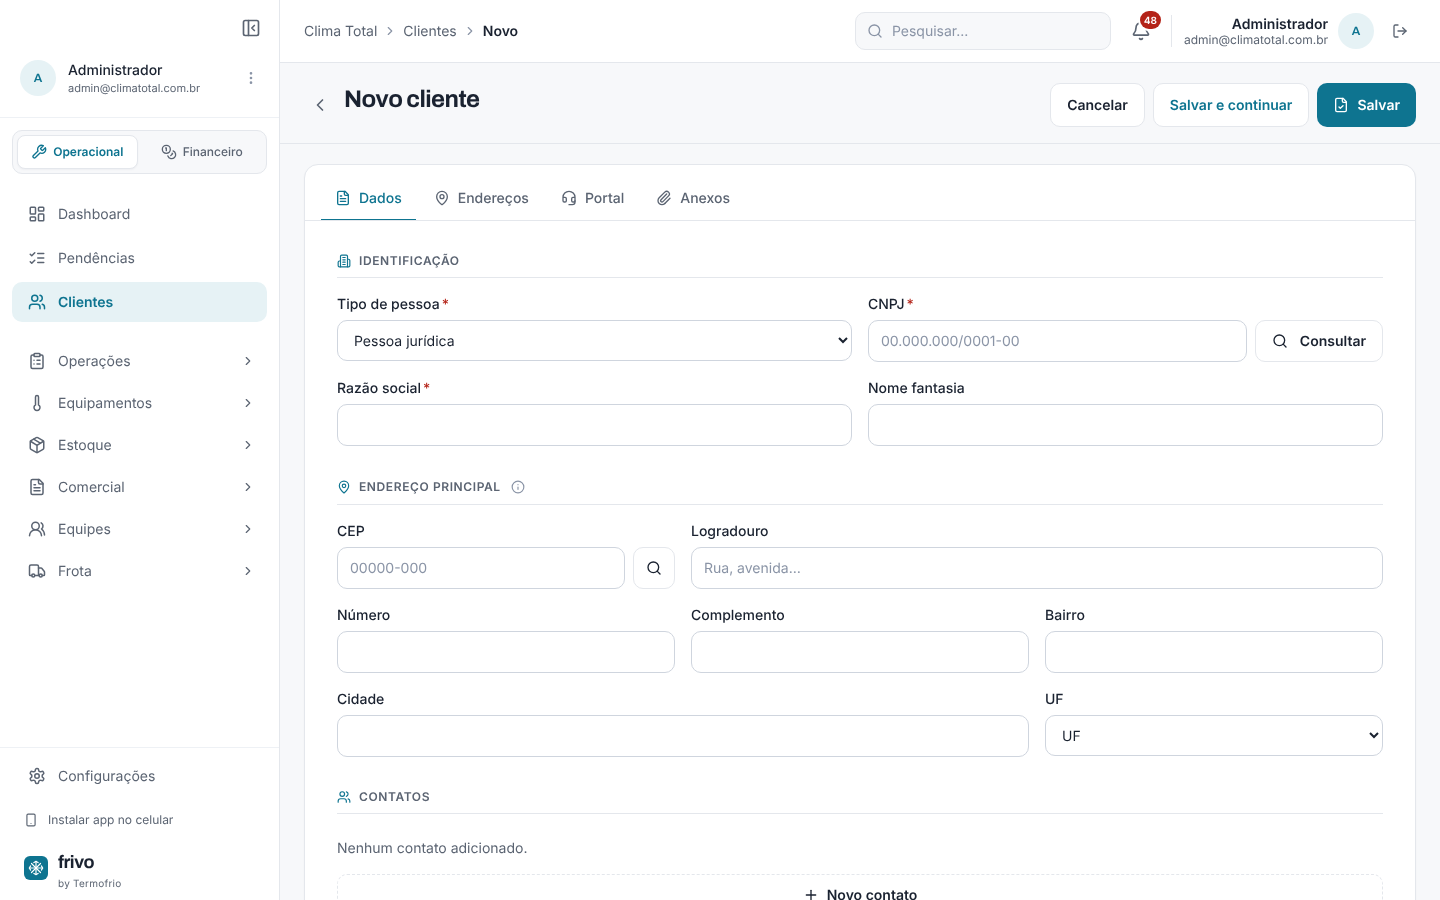 Administrador
admin@climatotal.com.br
Operacional
Financeiro
Dashboard
Pendências
Clientes
Operações
Equipamentos
Estoque
Comercial
Equipes
Frota
Configurações
Instalar app no celular
frivo
by Termofrio
Clima Total > Clientes > Novo
Pesquisar...
48
Administrador
admin@climatotal.com.br
A
A
Novo cliente
Cancelar
Salvar e continuar
Salvar
Dados
Endereços
Portal
Anexos
IDENTIFICAÇÃO
Tipo de pessoa *
CNPJ *
Pessoa jurídica
00.000.000/0001-00
Consultar
Razão social *
Nome fantasia
ENDEREÇO PRINCIPAL
CEP
Logradouro
00000-000
Rua, avenida...
Número
Complemento
Bairro
Cidade
UF
UF
CONTATOS
Nenhum contato adicionado.
+ Novo contato